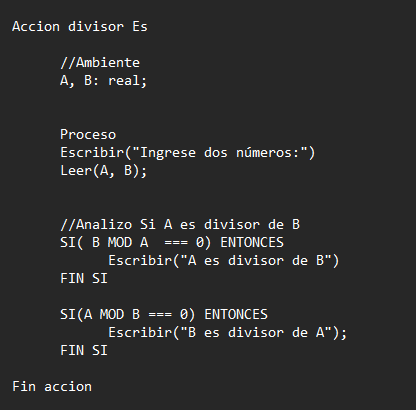 Accion divisor Es
//Ambiente
A, B: real;
Proceso
Escribir("Ingrese dos números:")
Leer(A, B);
//Analizo Si A es divisor de B
SI( B MOD A  === 0) ENTONCES
Escribir("A es divisor de B")
FIN SI
SI(A MOD B === 0) ENTONCES
Escribir("B es divisor de A");
FIN SI
Fin accion